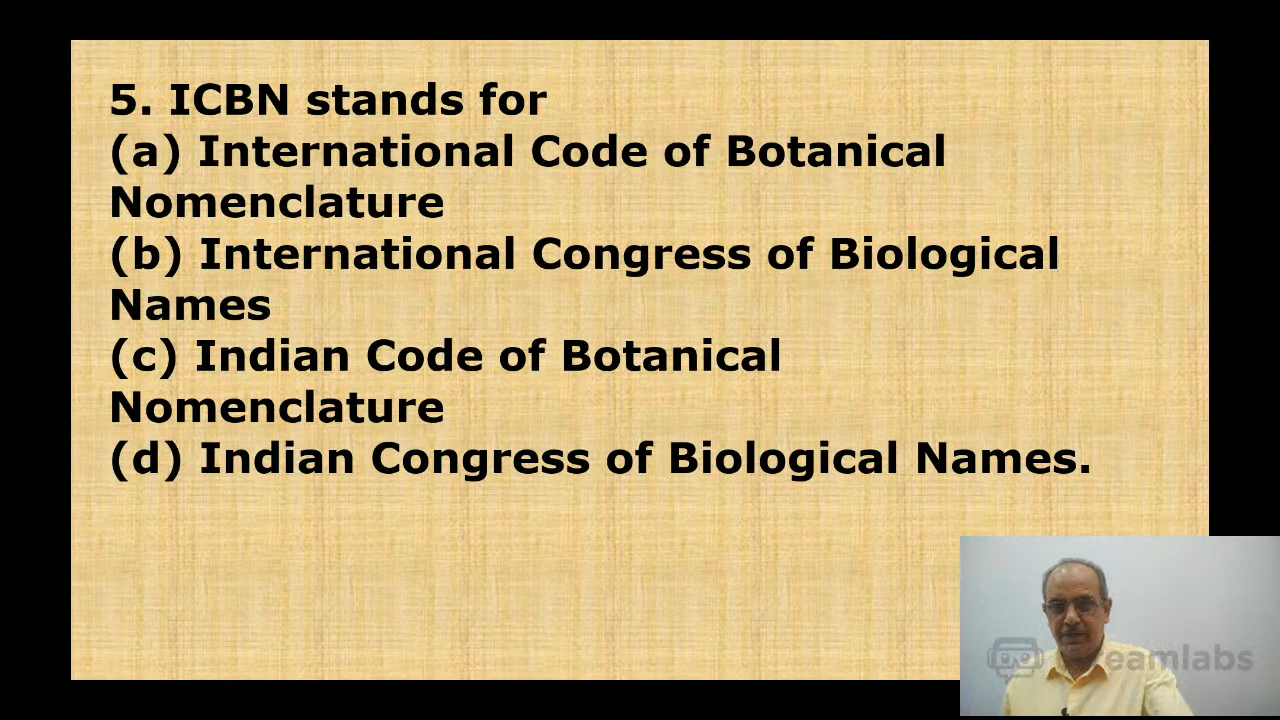 5. ICBN stands for
(a) International Code of Botanical
Nomenclature
(b) International Congress of Biological
Names
(c) Indian Code of Botanical
Nomenclature
(d) Indian Congress of Biological Names.